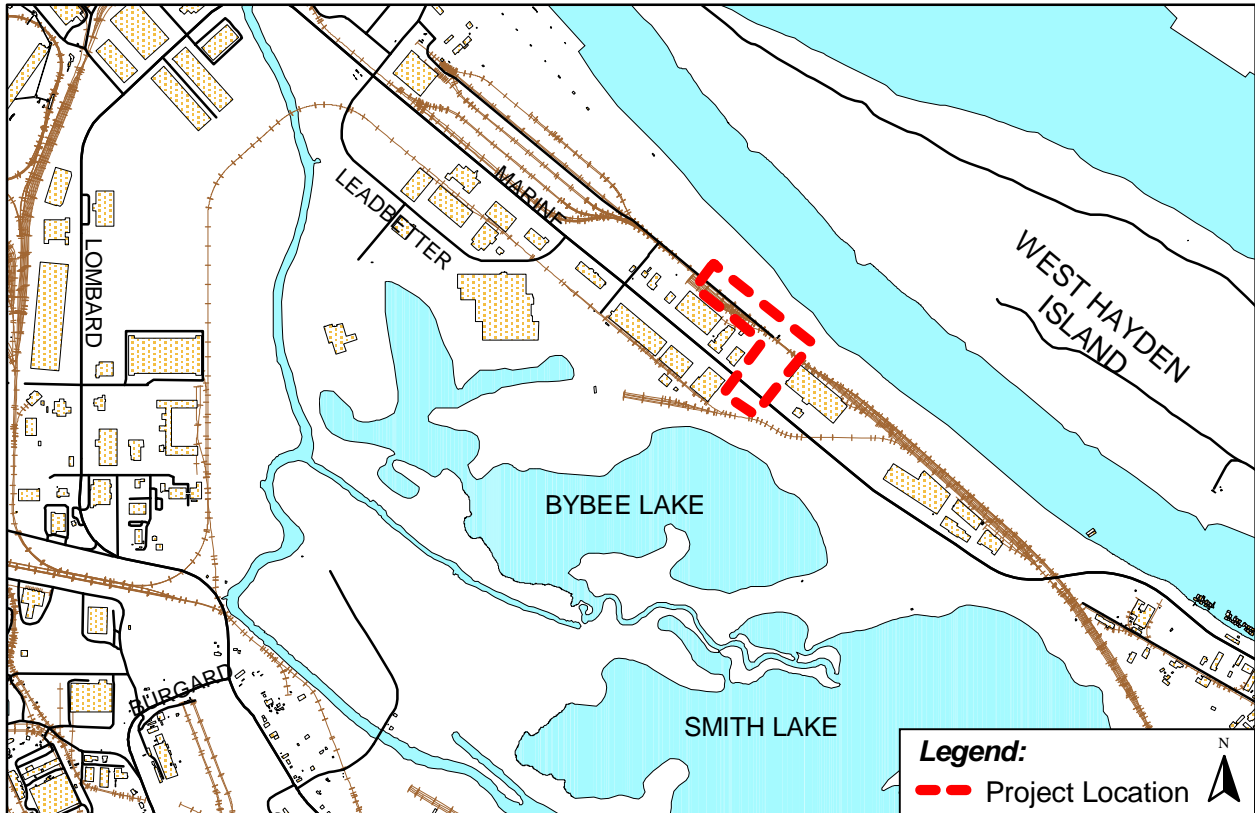 MARINE
LEADBETTER
LOMBARD
WEST HAYDEN
ISLAND
BYBEE LAKE
BURGARD
SMITH LAKE
Legend:
N
Project Location